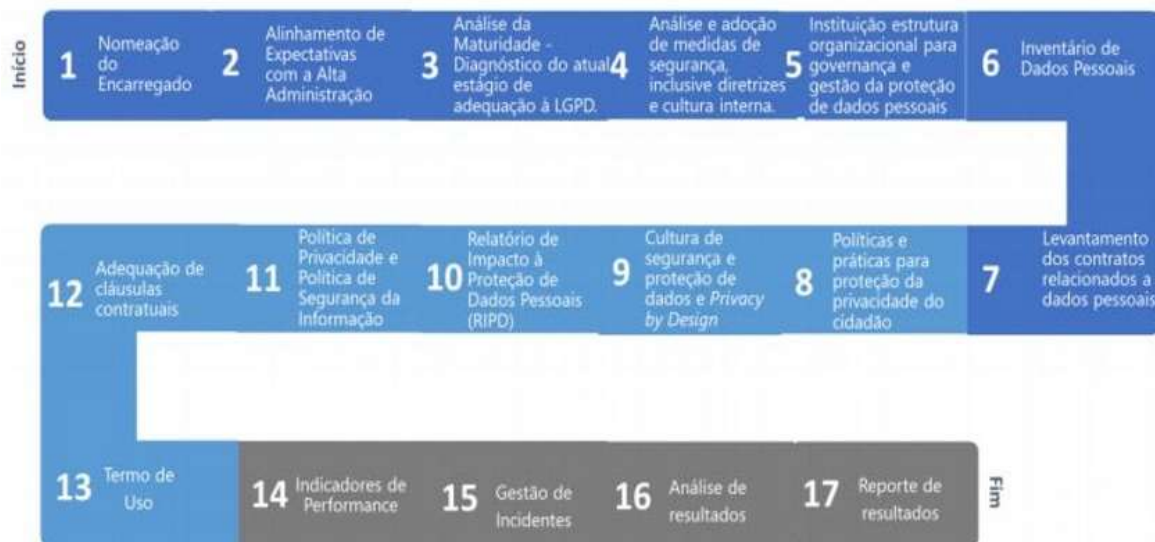 Início
1
Nomeação
do
Encarregado
2
Alinhamento de
Expectativas
com a Alta
Administração
3
Análise da
Maturidade -
Diagnóstico do atual
estágio de
adequação à LGPD.
4
Análise e adoção
de medidas de
segurança,
inclusive diretrizes
e cultura interna.
5
Instituição estrutura
organizacional para
governança e
gestão da proteção
de dados pessoais
6
Inventário de
Dados Pessoais
7
Levantamento
dos contratos
relacionados a
dados pessoais
8
Políticas e
práticas para
proteção da
privacidade do
cidadão
9
Cultura de
segurança e
proteção de
dados e Privacy
by Design
10
Relatório de
Impacto à
Proteção de
Dados Pessoais
(RIPD)
11
Política de
Privacidade e
Política de
Segurança da
Informação
12
Adequação de
cláusulas
contratuais
13
Termo de
Uso
14
Indicadores de
Performance
15
Gestão de
Incidentes
16
Análise de
resultados
17
Reporte de
resultados
Fim